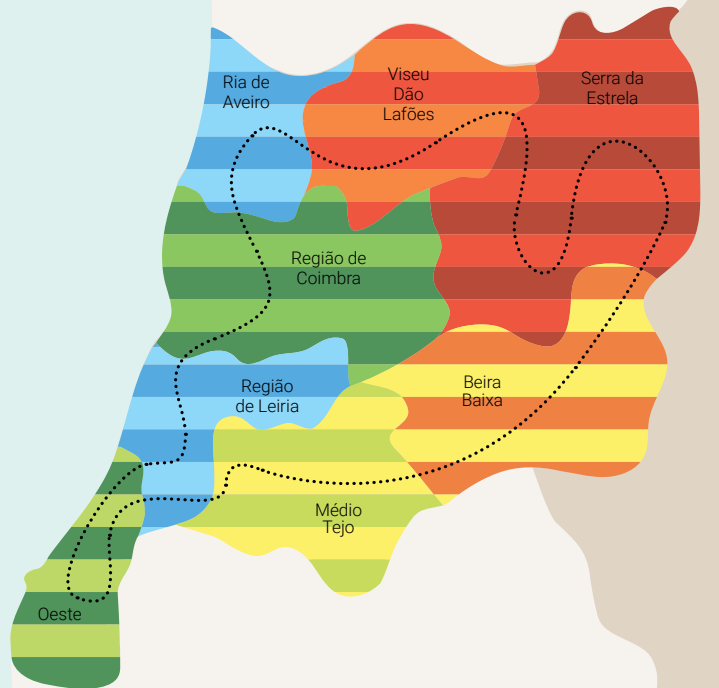 Ria de
Aveiro
Viseu
Dão
Lafões
Serra da
Estrela
Região de
Coimbra
Região
de Leiria
Beira
Baixa
Médio
Tejo
Oeste